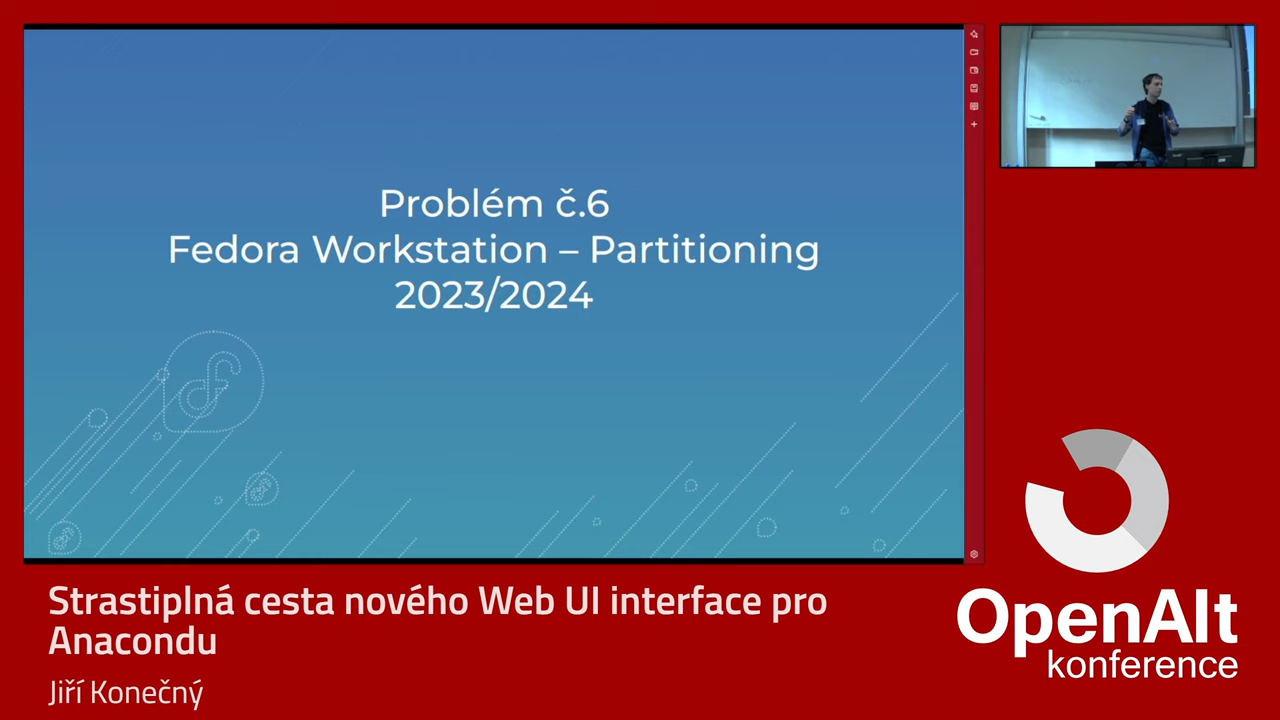 Problém č.6
Fedora Workstation – Partitioning
2023/2024
Strastiplná cesta nového Web UI interface pro
Anacondu
Jiří Konečný
OpenAlt
konference